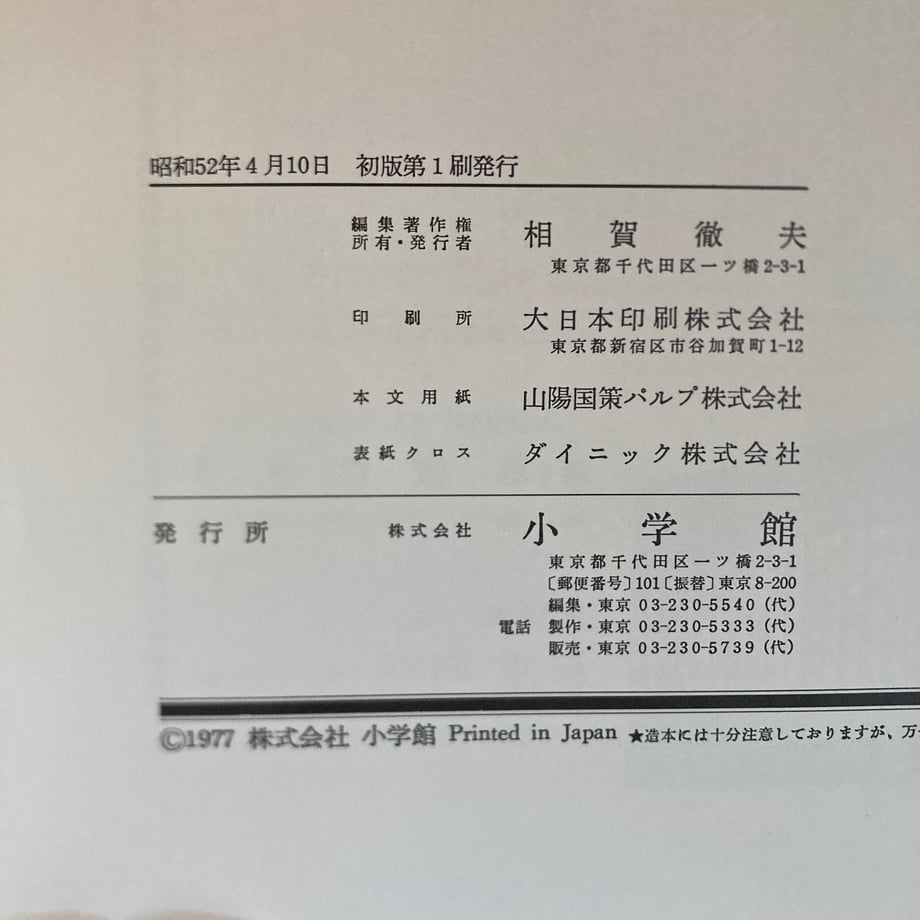 昭和52年4月10日 初版第1刷発行
編集著作権
所有・発行者 相賀徹夫
東京都千代田区一ツ橋2-3-1
印刷所 大日本印刷株式会社
東京都新宿区市谷加賀町1-12
本文用紙 山陽国策パルプ株式会社
表紙クロス ダイニック株式会社
発行所 株式会社 小学館
東京都千代田区一ツ橋2-3-1
〔郵便番号〕101〔振替〕東京8-200
編集・東京 03-230-5540(代)
電話 製作・東京 03-230-5333(代)
販売・東京 03-230-5739(代)
©1977 株式会社 小学館 Printed in Japan ★造本には十分注意しておりますが、万